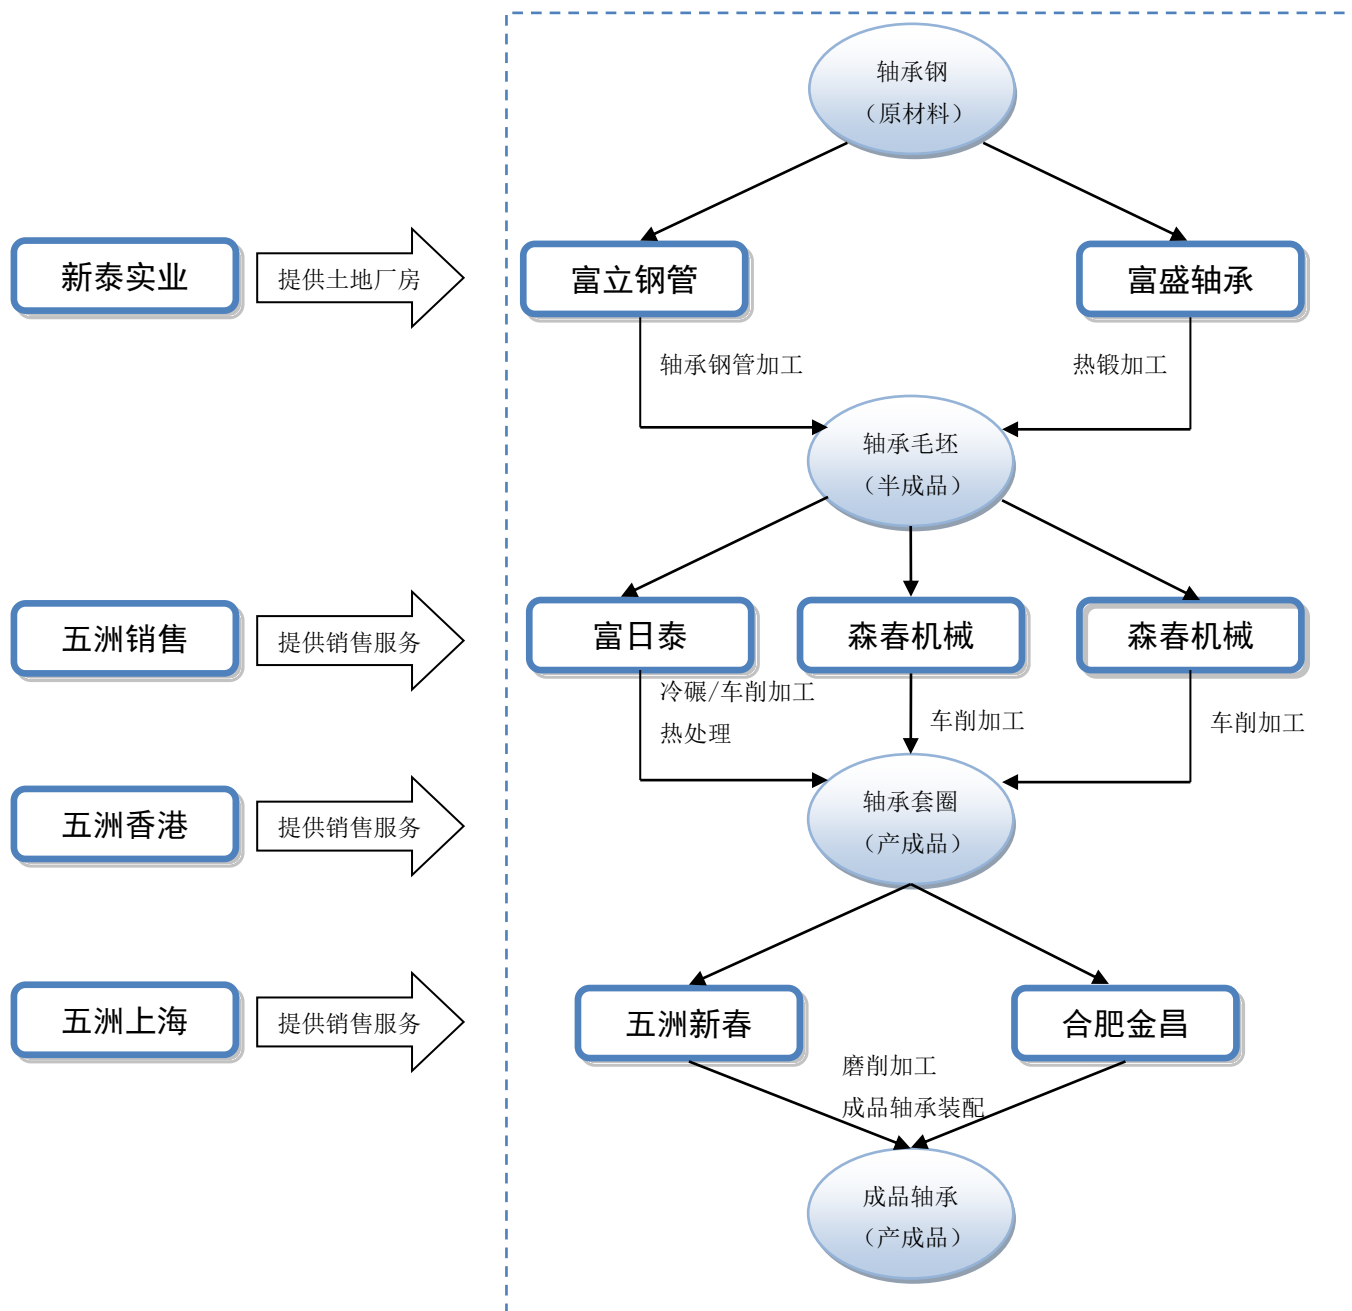 轴承钢
（原材料）
新泰实业
提供土地厂房
富立钢管
富盛轴承
轴承钢管加工
热锻加工
轴承毛坯
（半成品）
五洲销售
提供销售服务
富日泰
森春机械
森春机械
冷碾/车削加工
热处理
车削加工
车削加工
五洲香港
提供销售服务
轴承套圈
（产成品）
五洲上海
提供销售服务
五洲新春
合肥金昌
磨削加工
成品轴承装配
成品轴承
（产成品）